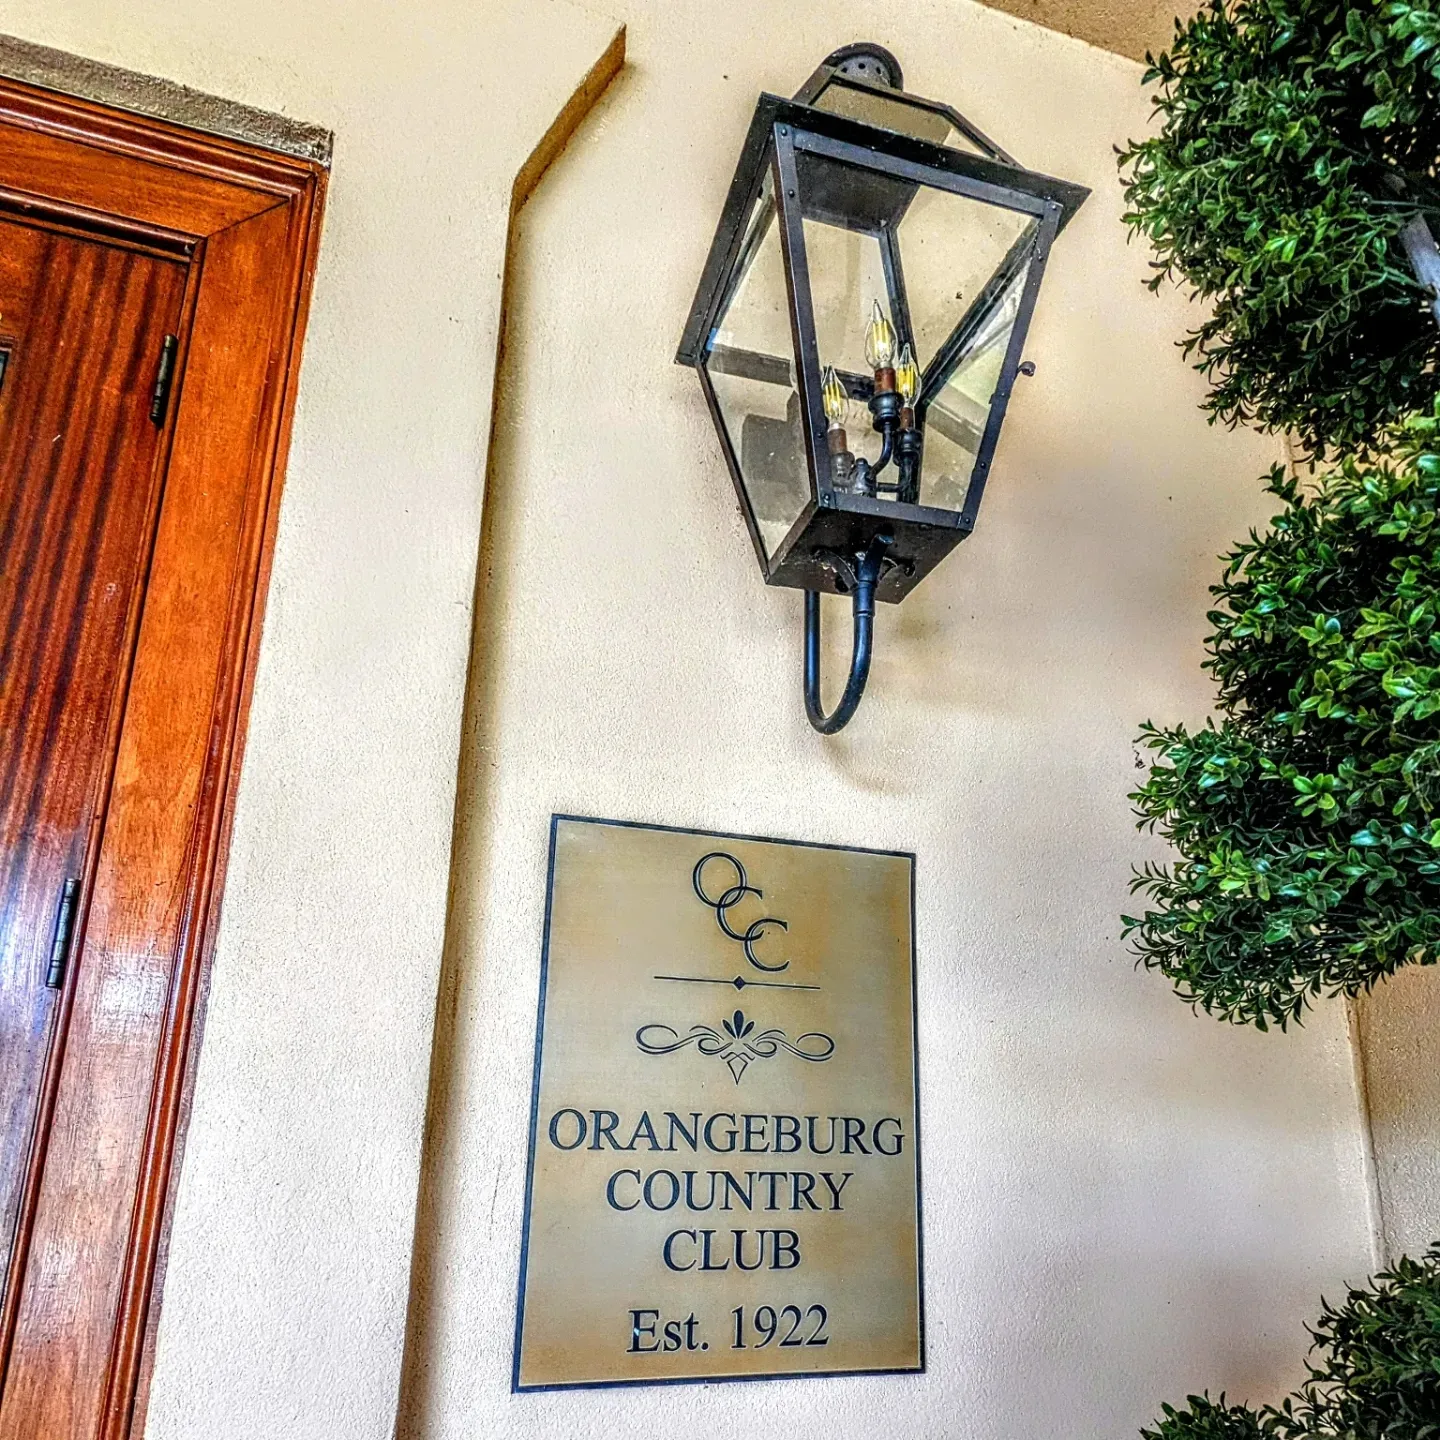 OCC
ORANGEBURG
COUNTRY
CLUB
Est. 1922